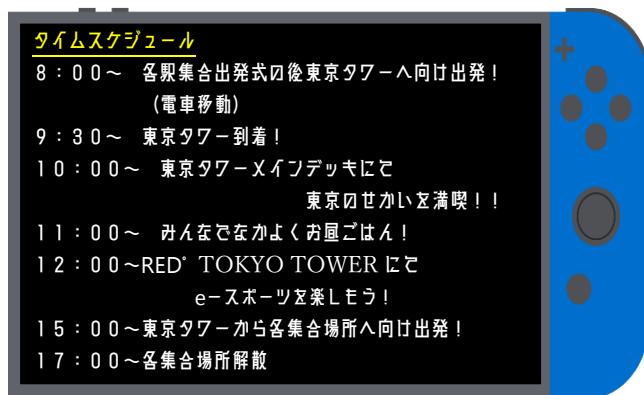 タイムスケジュール
8:00~ 各駅集合出発式の後東京タワーへ向け出発!
(電車移動)
9:30~ 東京タワー到着!
10:00~ 東京タワーメインデッキにて
東京のせかいを満喫!!
11:00~ みんなでなかよくお昼ごはん!
12:00~RED° TOKYO TOWER にて
e-スポーツを楽しもう!
15:00~東京タワーから各集合場所へ向け出発!
17:00~各集合場所解散